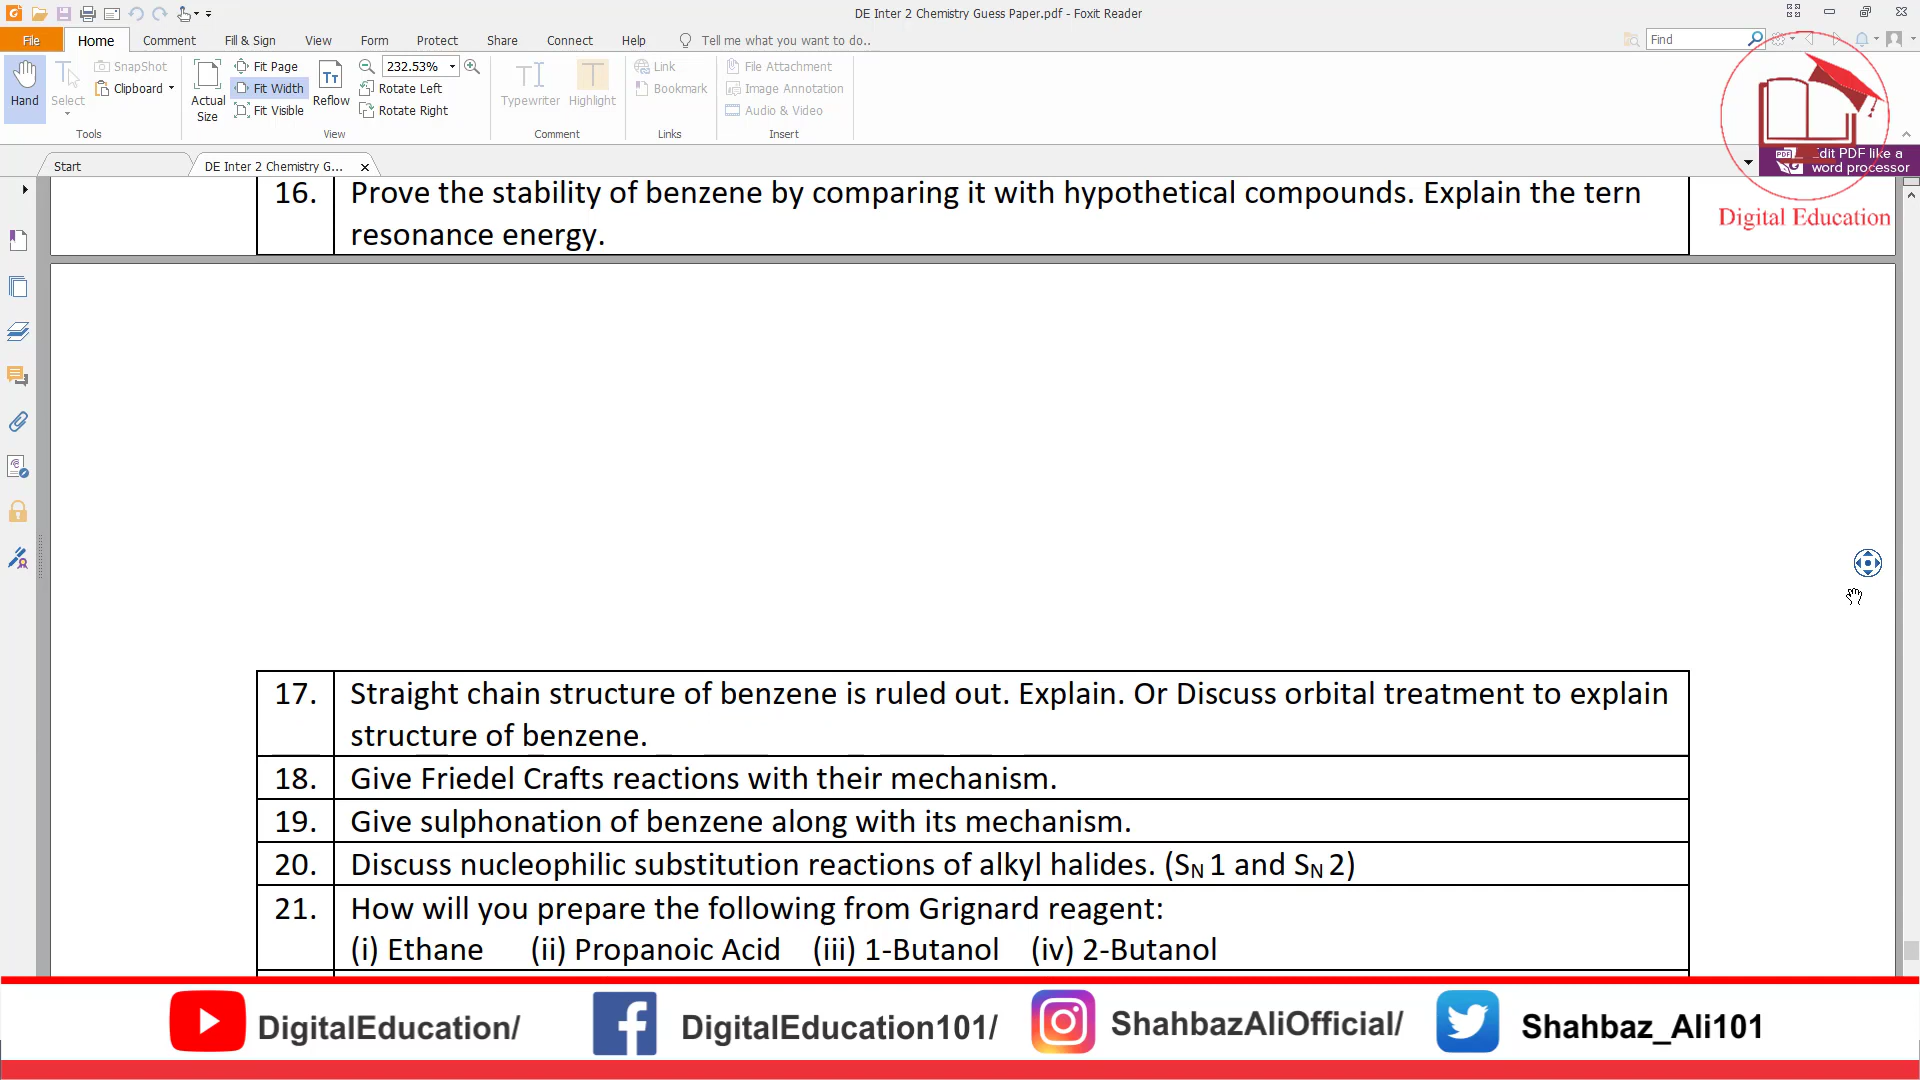 DE Inter 2 Chemistry Guess Paper.pdf - Foxit Reader
File Home Comment Fill & Sign View Form Protect Share Connect Help Tell me what you want to do.. Find
Hand
Select
SnapShot
Clipboard
Tools
Actual Size
Fit Page
Fit Width
Fit Visible
Reflow
232.53%
Rotate Left
Rotate Right
View
Typewriter
Highlight
Comment
Link
Bookmark
Links
File Attachment
Image Annotation
Audio & Video
Insert
Start
DE Inter 2 Chemistry G...
dit PDF like a
word processor
Digital Education
16. Prove the stability of benzene by comparing it with hypothetical compounds. Explain the tern
resonance energy.
17. Straight chain structure of benzene is ruled out. Explain. Or Discuss orbital treatment to explain
structure of benzene.
18. Give Friedel Crafts reactions with their mechanism.
19. Give sulphonation of benzene along with its mechanism.
20. Discuss nucleophilic substitution reactions of alkyl halides. (SN 1 and SN 2)
21. How will you prepare the following from Grignard reagent:
(i) Ethane (ii) Propanoic Acid (iii) 1-Butanol (iv) 2-Butanol
DigitalEducation/ DigitalEducation101/ ShahbazAliOfficial/ Shahbaz_Ali101